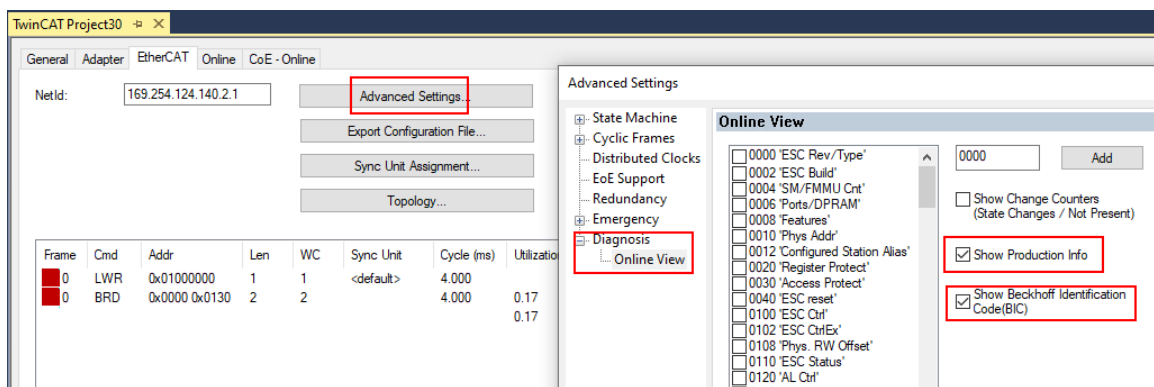 TwinCAT Project30
General Adapter EtherCAT Online CoE - Online
NetId:
169.254.124.140.2.1
Advanced Settings...
Export Configuration File...
Sync Unit Assignment...
Topology...
Frame Cmd Addr Len WC Sync Unit Cycle (ms) Utilizatio
0 LWR 0x01000000 1 1 <default> 4.000
0 BRD 0x0000 0x0130 2 2 4.000 0.17
0.17
Advanced Settings
State Machine
Cyclic Frames
Distributed Clocks
EoE Support
Redundancy
Emergency
Diagnosis
Online View
Online View
0000 'ESC Rev/Type'
0002 'ESC Build'
0004 'SM/FMMU Cnt'
0006 'Ports/DPRAM'
0008 'Features'
0010 'Phys Addr'
0012 'Configured Station Alias'
0020 'Register Protect'
0030 'Access Protect'
0040 'ESC reset'
0100 'ESC Ctrl'
0102 'ESC CtrlEx'
0108 'Phys. RW Offset'
0110 'ESC Status'
0120 'AL Ctrl'
0000
Add
Show Change Counters
(State Changes / Not Present)
Show Production Info
Show Beckhoff Identification
Code(BIC)